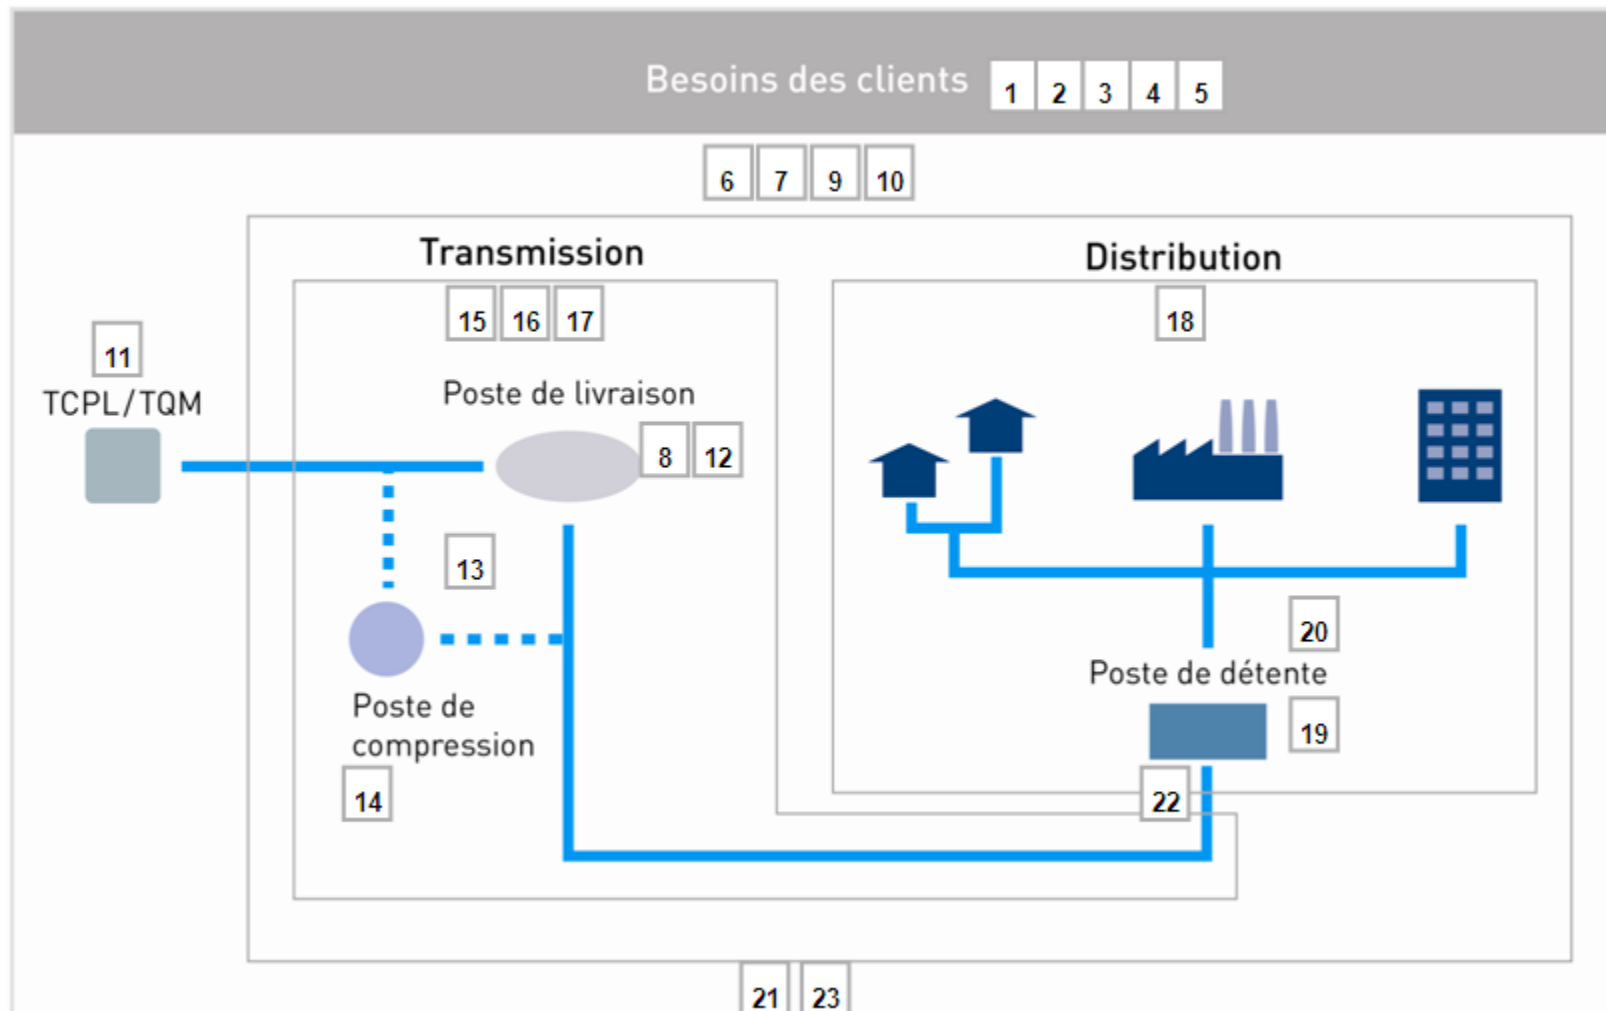 Besoins des clients 1 2 3 4 5
6 7 9 10
Transmission
Distribution
15 16 17
18
11
TCPL/TQM
Poste de livraison
8 12
13
20
Poste de détente
19
Poste de
compression
14
22
21 23